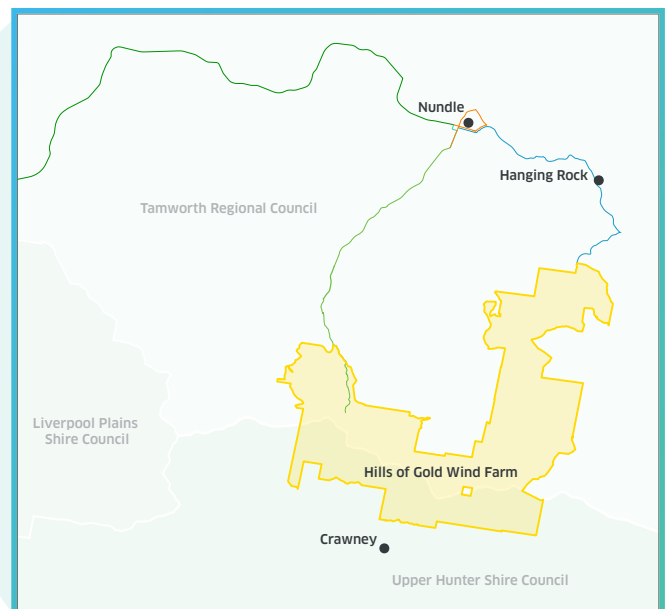 Nundle
Hanging Rock
Tamworth Regional Council
Liverpool Plains
Shire Council
Hills of Gold Wind Farm
Crawney
Upper Hunter Shire Council